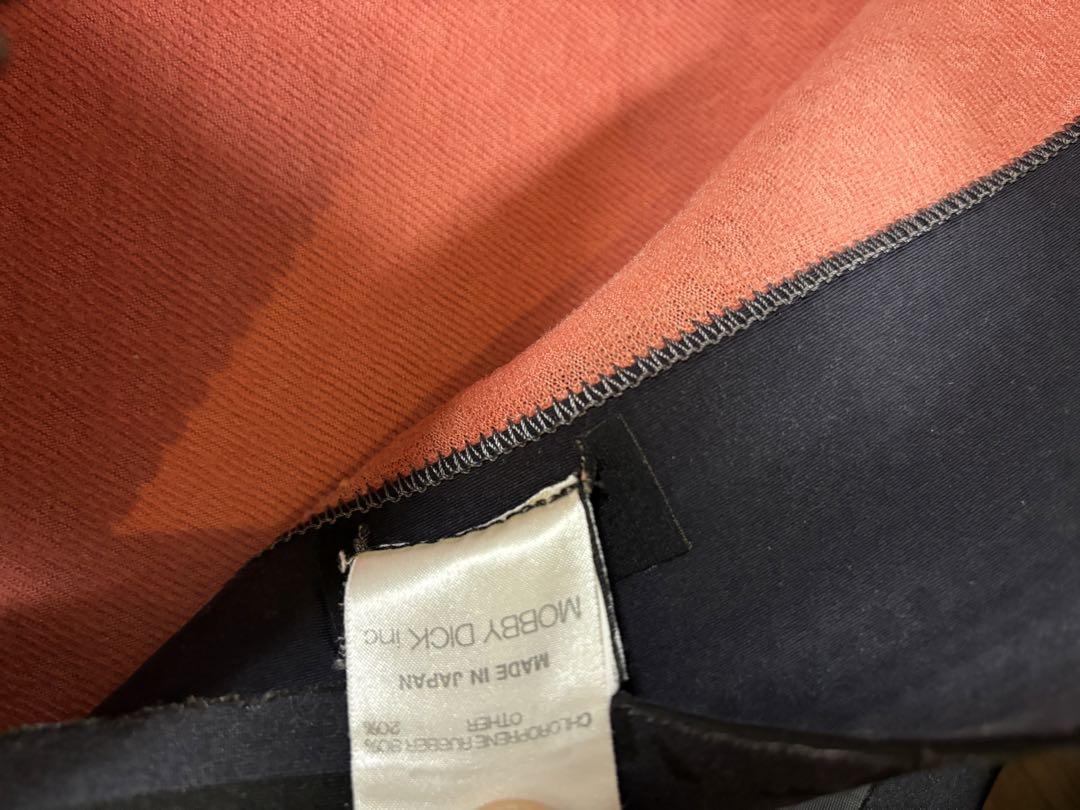 MOBBY DICK inc
MADE IN JAPAN
CHLOROPRENE RUBBER 80%
OTHER 20%